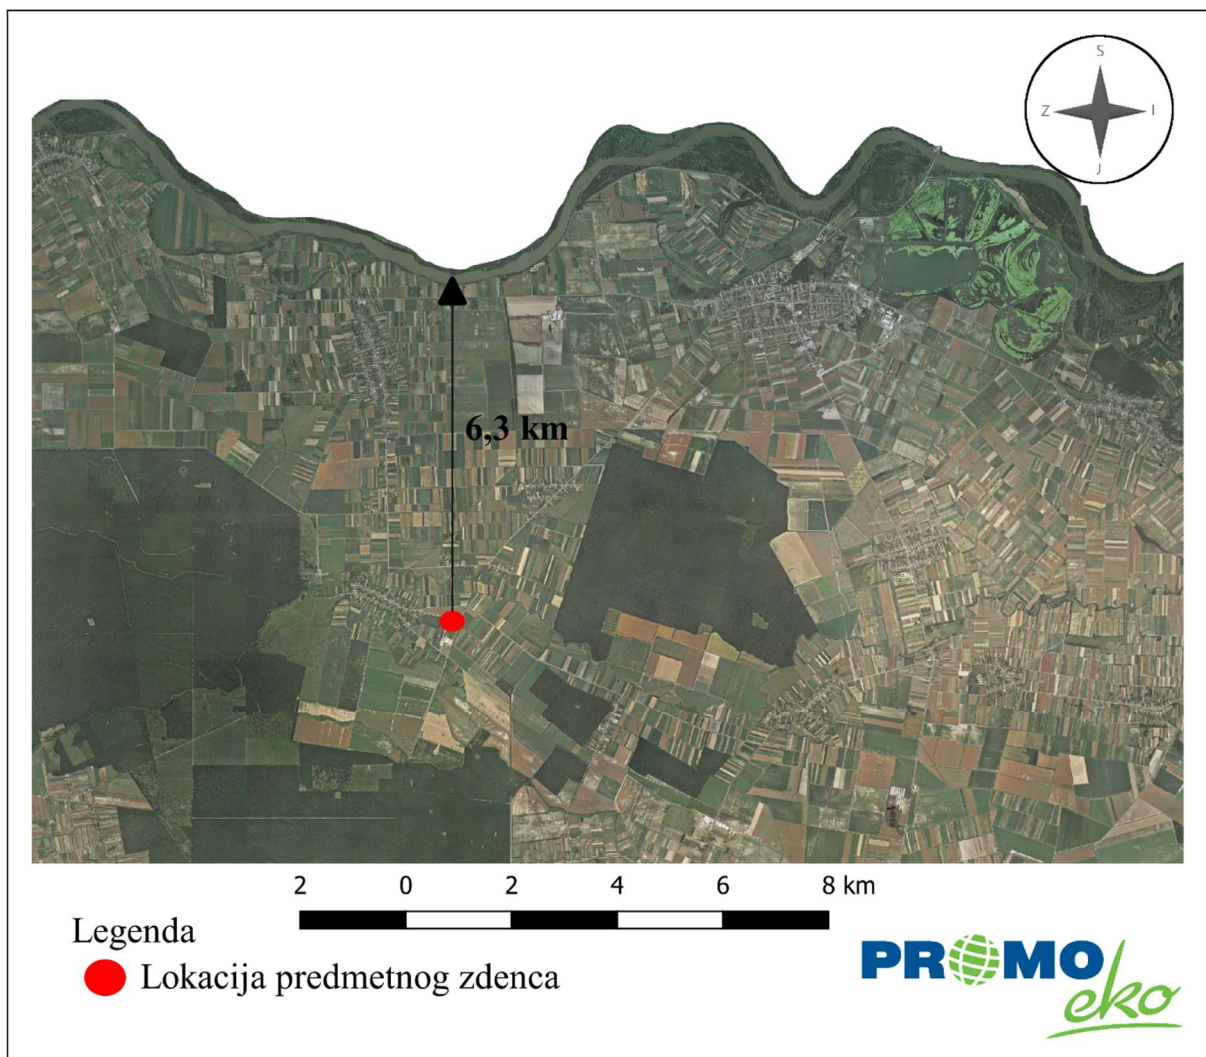 S
Z I
J
6,3 km
2 0 2 4 6 8 km
Legenda
Lokacija predmetnog zdenca
PROMO
eko